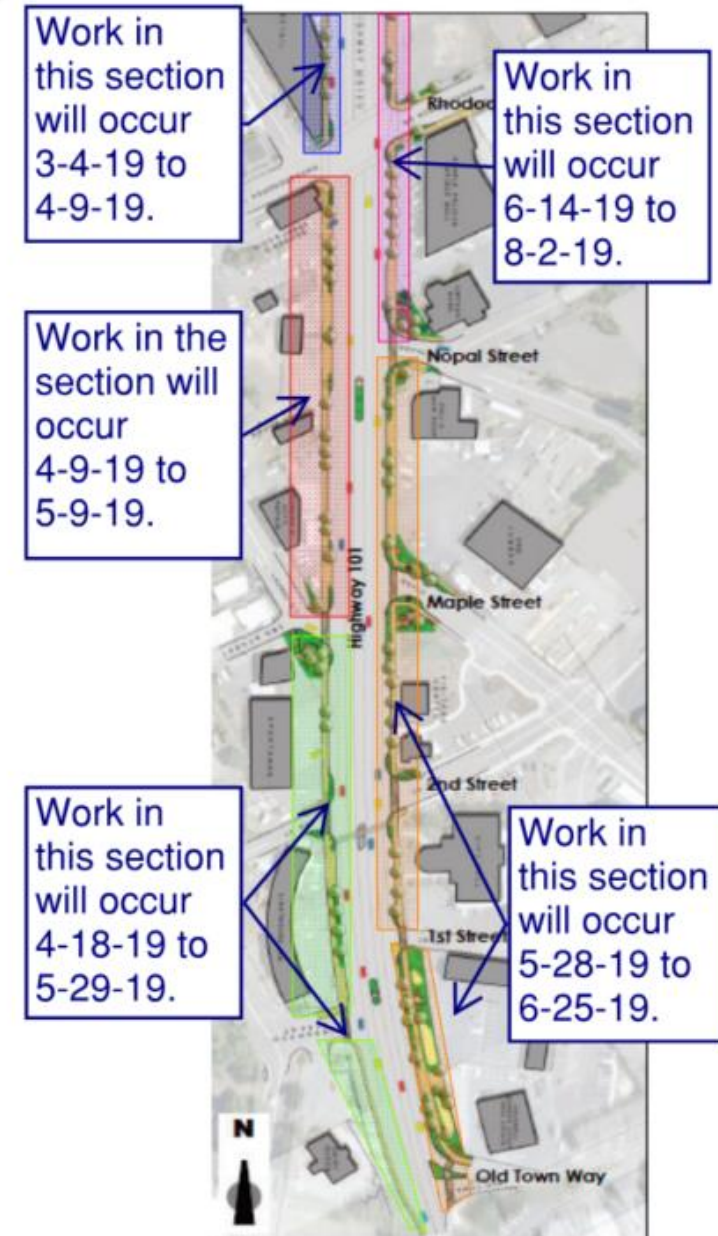 Work in
this section
will occur
3-4-19 to
4-9-19.
Work in
this section
will occur
6-14-19 to
8-2-19.
Work in the
section will
occur
4-9-19 to
5-9-19.
Nopal Street
Highway 101
Maple Street
2nd Street
Work in
this section
will occur
4-18-19 to
5-29-19.
Work in
this section
will occur
5-28-19 to
6-25-19.
1st Street
Old Town Way
N